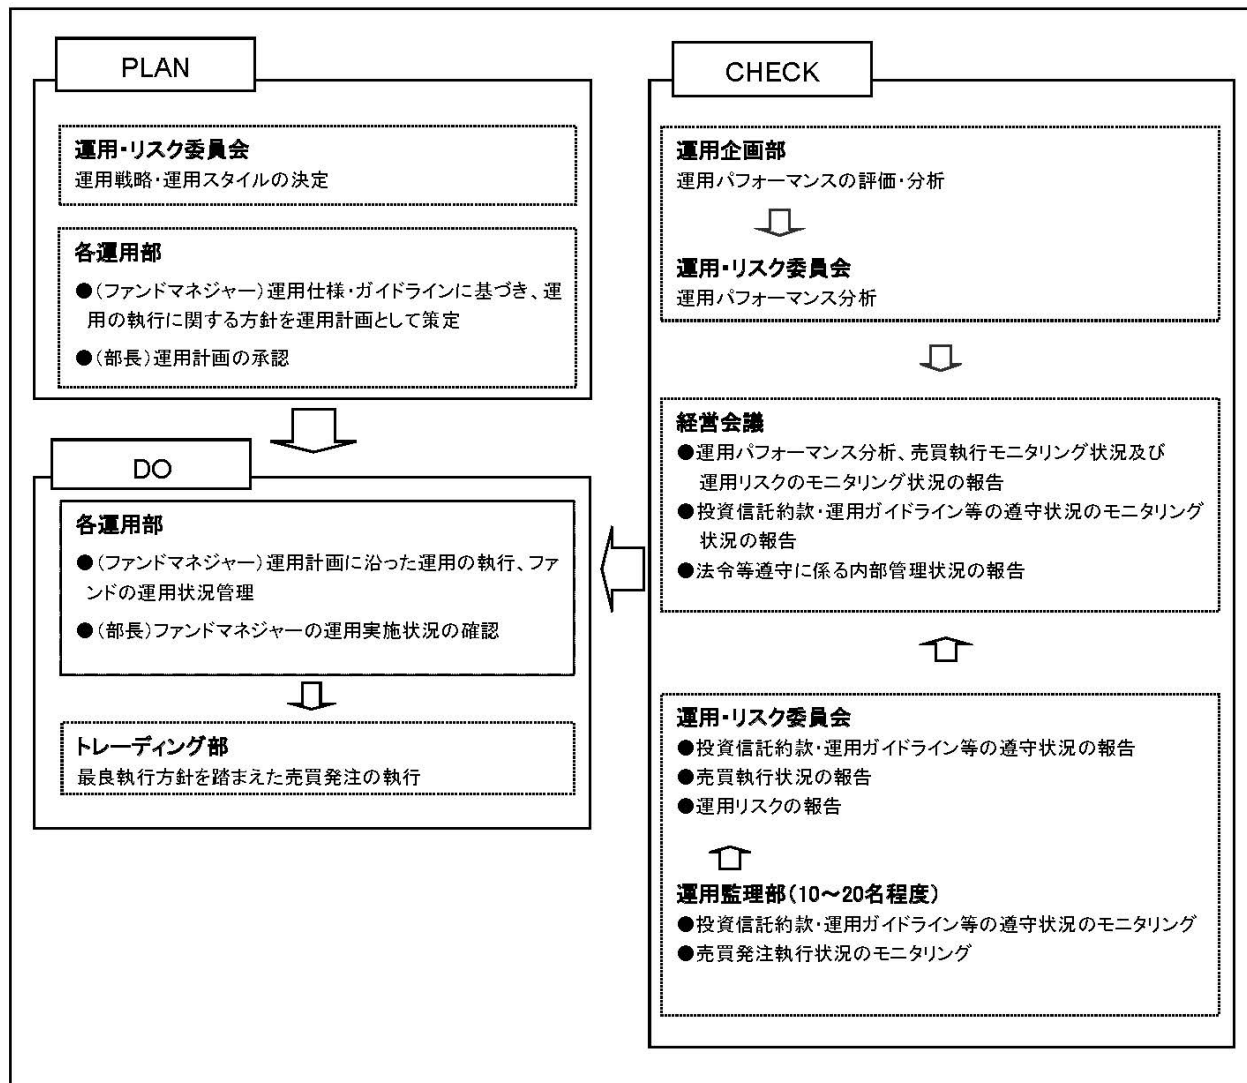 PLAN
運用・リスク委員会
運用戦略・運用スタイルの決定
各運用部
●(ファンドマネジャー)運用仕様・ガイドラインに基づき、運
用の執行に関する方針を運用計画として策定
●(部長)運用計画の承認
DO
各運用部
●(ファンドマネジャー)運用計画に沿った運用の執行、ファ
ンドの運用状況管理
●(部長)ファンドマネジャーの運用実施状況の確認
トレーディング部
最良執行方針を踏まえた売買発注の執行
CHECK
運用企画部
運用パフォーマンスの評価・分析
運用・リスク委員会
運用パフォーマンス分析
経営会議
●運用パフォーマンス分析、売買執行モニタリング状況及び
運用リスクのモニタリング状況の報告
●投資信託約款・運用ガイドライン等の遵守状況のモニタリング
状況の報告
●法令等遵守に係る内部管理状況の報告
運用・リスク委員会
●投資信託約款・運用ガイドライン等の遵守状況の報告
●売買執行状況の報告
●運用リスクの報告
運用監理部(10~20名程度)
●投資信託約款・運用ガイドライン等の遵守状況のモニタリング
●売買発注執行状況のモニタリング